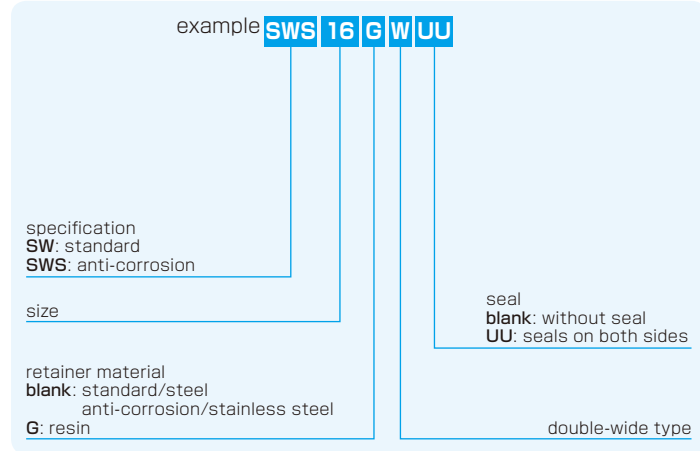 example SWS 16 G W UU
specification
SW: standard
SWS: anti-corrosion
size
retainer material
blank: standard/steel
anti-corrosion/stainless steel
G: resin
seal
blank: without seal
UU: seals on both sides
double-wide type